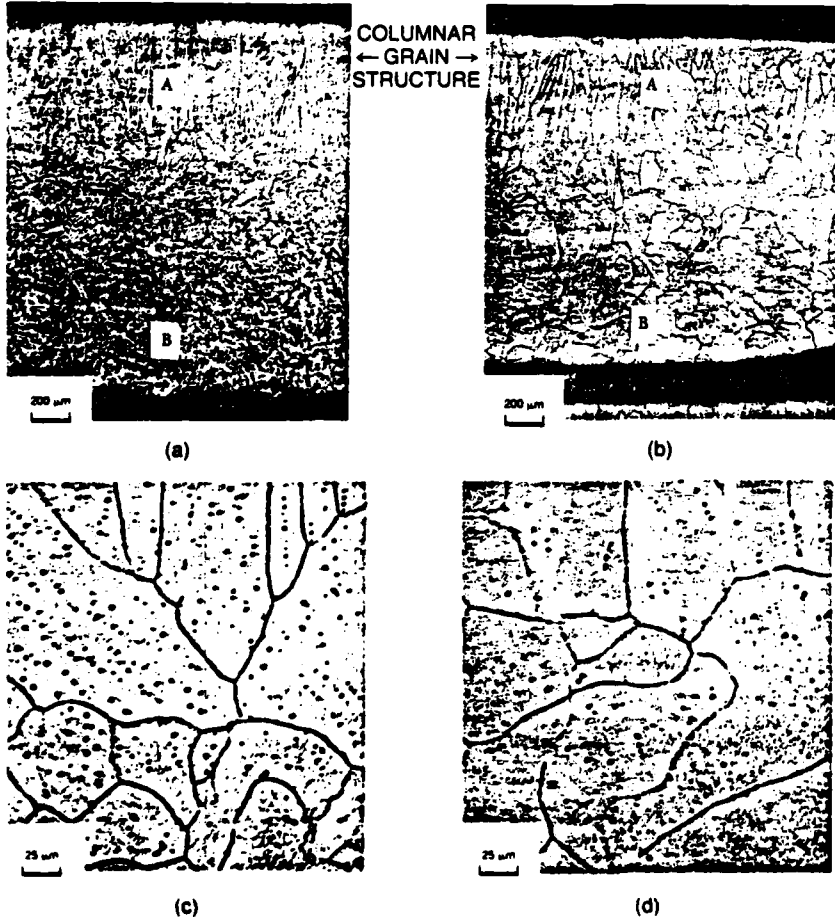 COLUMNAR
← GRAIN →
STRUCTURE
A
B
200 μm
(a)
A
B
200 μm
(b)
25 μm
(c)
25 μm
(d)